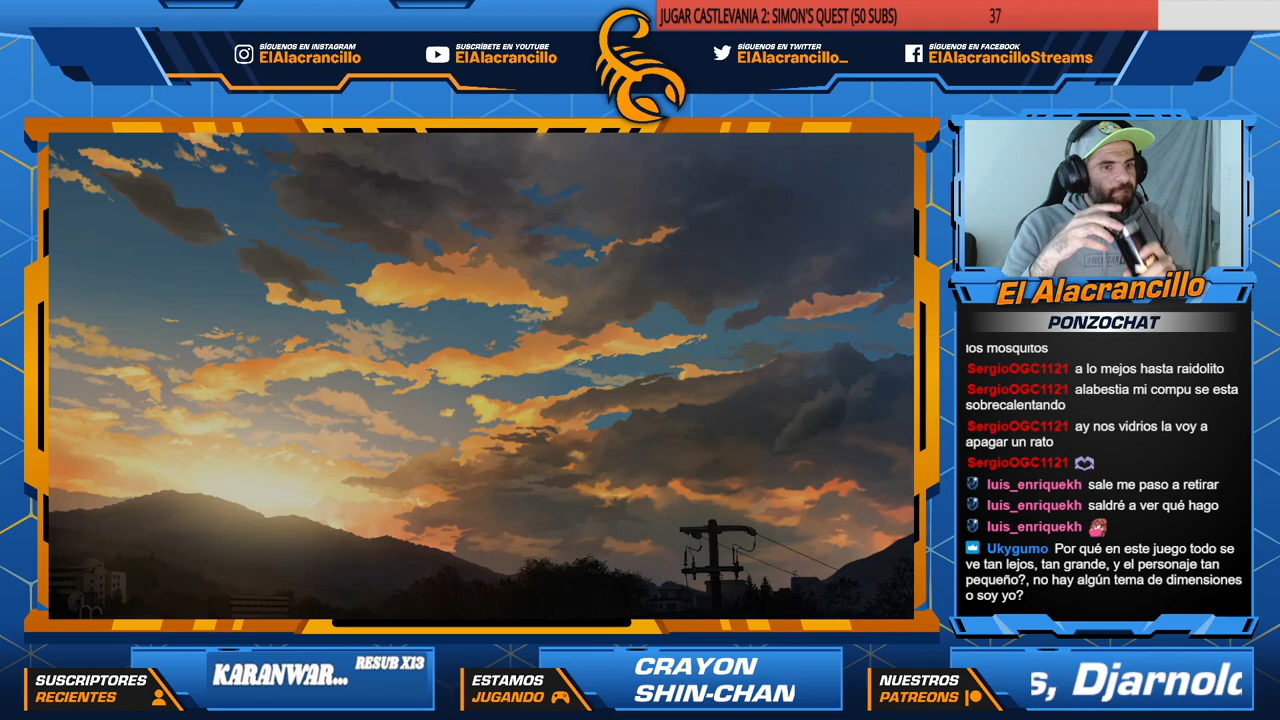 JUGAR CASTLEVANIA 2: SIMON'S QUEST (50 SUBS) 37
SÍGUENOS EN INSTAGRAM
ElAlacrancillo
SUSCRÍBETE EN YOUTUBE
ElAlacrancillo
SÍGUENOS EN TWITTER
ElAlacrancillo_
SÍGUENOS EN FACEBOOK
ElAlacrancilloStreams
El Alacrancillo
PONZOCHAT
los mosquitos
SergioOGC1121 a lo mejos hasta raidolito
SergioOGC1121 alabestia mi compu se esta
sobrecalentando
SergioOGC1121 ay nos vidrios la voy a
apagar un rato
SergioOGC1121
luis_enriquekh sale me paso a retirar
luis_enriquekh saldré a ver qué hago
luis_enriquekh
Ukygumo Por qué en este juego todo se
ve tan lejos, tan grande, y el personaje tan
pequeño?, no hay algún tema de dimensiones
o soy yo?
SUSCRIPTORES
RECIENTES
KARANWAR... RESUB X13
ESTAMOS
JUGANDO
CRAYON
SHIN-CHAN
NUESTROS
PATREONS
s, Djarnold